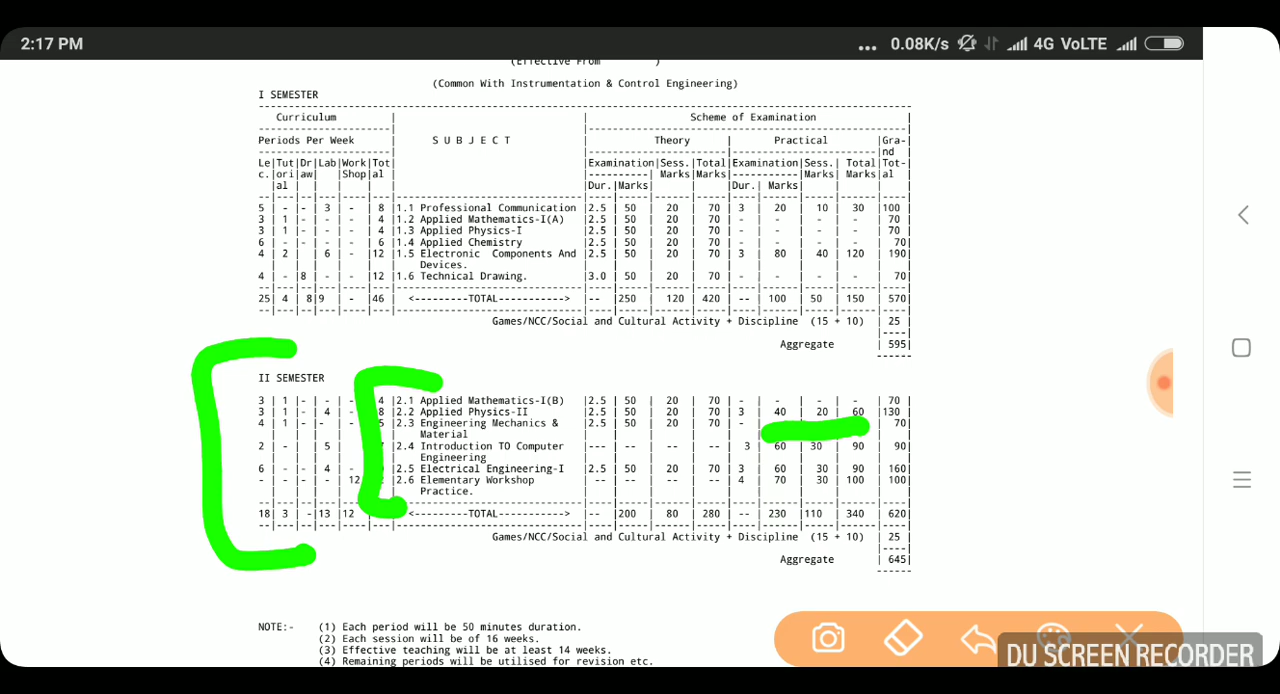 2:17 PM ... 0.08K/s 4G VoLTE
(Effective From )
(Common With Instrumentation & Control Engineering)
I SEMESTER
Curriculum | | Scheme of Examination |
Periods Per Week | S U B J E C T | Theory | Practical |Gra-
nd
Le|Tut|Dr|Lab|Work|Tot| |Examination|Sess.|Total|Examination|Sess.|Total |Tot-
c.|ori|aw| |Shop|al | Marks|Marks| Marks|Marks |al
al | |Dur.|Marks| | |Dur.| Marks | | |
5 | - | - | 3 | - | 8 |1.1 Professional Communication |2.5 | 50 | 20 | 70 | 3 | 20 | 10 | 30 |100|
3 | 1 | - | - | - | 4 |1.2 Applied Mathematics-I(A) |2.5 | 50 | 20 | 70 | - | - | - | - | 70|
3 | 1 | - | - | - | 4 |1.3 Applied Physics-I |2.5 | 50 | 20 | 70 | - | - | - | - | 70|
6 | - | - | - | - | 6 |1.4 Applied Chemistry |2.5 | 50 | 20 | 70 | - | - | - | - | 70|
4 | 2 | | 6 | - |12 |1.5 Electronic Components And |2.5 | 50 | 20 | 70 | 3 | 80 | 40 | 120 |190|
Devices.
4 | - |8 | - | - |12 |1.6 Technical Drawing. |3.0 | 50 | 20 | 70 | - | - | - | - | 70|
25| 4 | 8|9 | - |46 | <---------TOTAL-----------> | -- |250 | 120 | 420 | -- | 100 | 50 | 150 |570|
Games/NCC/Social and Cultural Activity + Discipline (15 + 10) | 25 |
Aggregate | 595|
II SEMESTER
3 | 1 | - | - | - | 4 |2.1 Applied Mathematics-I(B) |2.5 | 50 | 20 | 70 | - | - | - | - | 70|
3 | 1 | - | 4 | - | 8 |2.2 Applied Physics-II |2.5 | 50 | 20 | 70 | 3 | 40 | 20 | 60 |130|
4 | 1 | - | - | - | 5 |2.3 Engineering Mechanics & |2.5 | 50 | 20 | 70 | - | 70|
Material
2 | - | | 5 | |2.4 Introduction TO Computer |--- | -- | -- | -- | 3 | 60 | 30 | 90 | 90|
Engineering
6 | - | - | 4 | - | |2.5 Electrical Engineering-I |2.5 | 50 | 20 | 70 | 3 | 60 | 30 | 90 |160|
- | - | - | - | 12 | |2.6 Elementary Workshop | -- | -- | -- | -- | 4 | 70 | 30 | 100 |100|
Practice.
18| 3 | -|13 |12 | <---------TOTAL-----------> | -- |200 | 80 | 280 | -- | 230 |110 | 340 |620|
Games/NCC/Social and Cultural Activity + Discipline (15 + 10) | 25 |
Aggregate | 645|
NOTE:- (1) Each period will be 50 minutes duration.
(2) Each session will be of 16 weeks.
(3) Effective teaching will be at least 14 weeks.
(4) Remaining periods will be utilised for revision etc.
DU SCREEN RECORDER